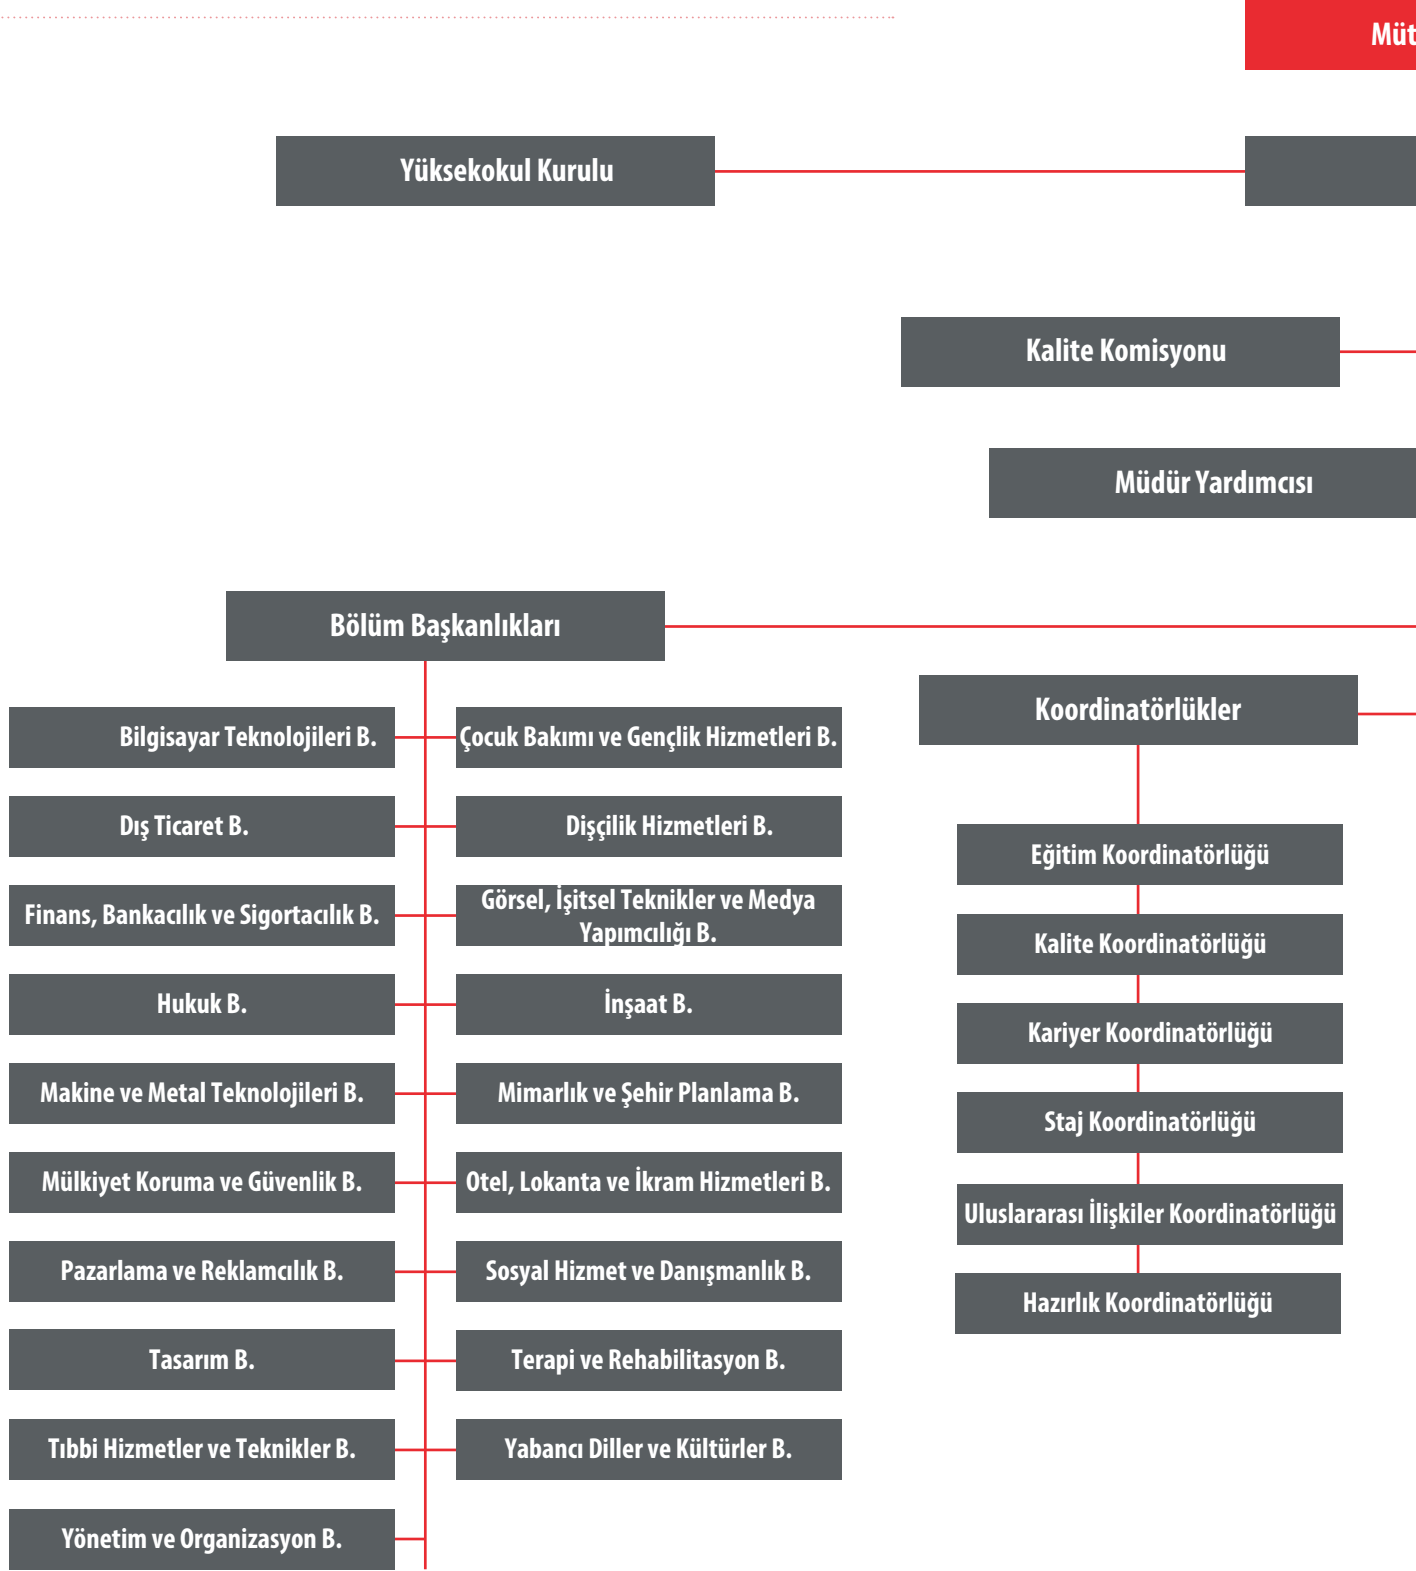 Yüksekokul Kurulu
Kalite Komisyonu
Müdür Yardımcısı
Bölüm Başkanlıkları
Bilgisayar Teknolojileri B.
Çocuk Bakımı ve Gençlik Hizmetleri B.
Dış Ticaret B.
Dişçilik Hizmetleri B.
Finans, Bankacılık ve Sigortacılık B.
Görsel, İşitsel Teknikler ve Medya
Yapımcılığı B.
Hukuk B.
İnşaat B.
Makine ve Metal Teknolojileri B.
Mimarlık ve Şehir Planlama B.
Mülkiyet Koruma ve Güvenlik B.
Otel, Lokanta ve İkram Hizmetleri B.
Pazarlama ve Reklamcılık B.
Sosyal Hizmet ve Danışmanlık B.
Tasarım B.
Terapi ve Rehabilitasyon B.
Tıbbi Hizmetler ve Teknikler B.
Yabancı Diller ve Kültürler B.
Yönetim ve Organizasyon B.
Koordinatörlükler
Eğitim Koordinatörlüğü
Kalite Koordinatörlüğü
Kariyer Koordinatörlüğü
Staj Koordinatörlüğü
Uluslararası İlişkiler Koordinatörlüğü
Hazırlık Koordinatörlüğü